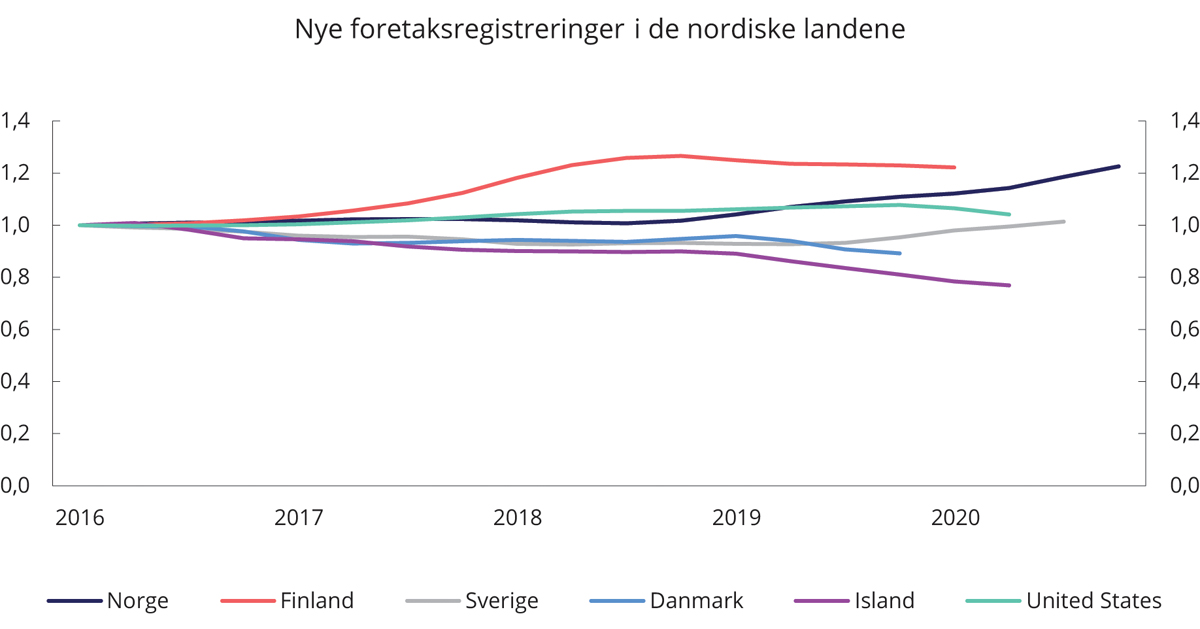 Nye foretaksregistreringer i de nordiske landene
1,4 1,4
1,2 1,2
1,0 1,0
0,8 0,8
0,6 0,6
0,4 0,4
0,2 0,2
0,0 0,0
2016 2017 2018 2019 2020
Norge Finland Sverige Danmark Island United States